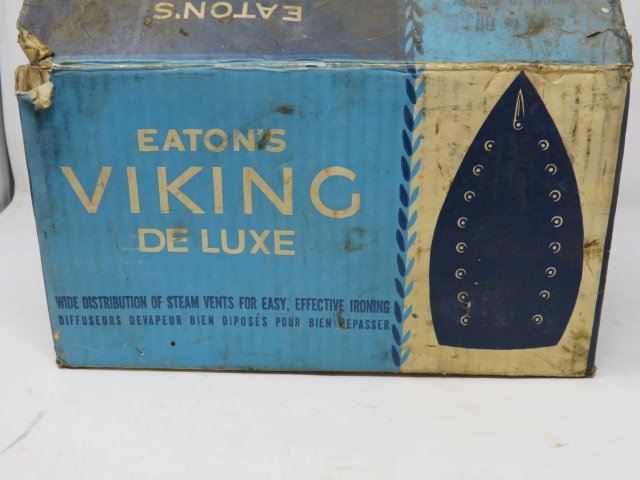 EATON'S
EATON'S
VIKING
DE LUXE
WIDE DISTRIBUTION OF STEAM VENTS FOR EASY, EFFECTIVE IRONING
DIFFUSEURS DEVAPEUR BIEN DIPOSÉS POUR BIEN REPASSER